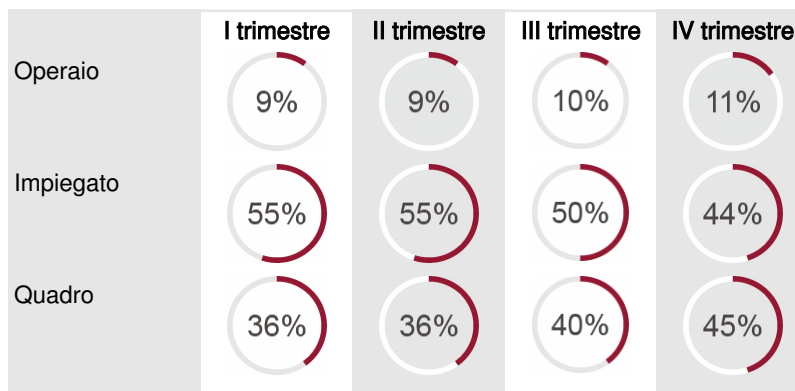 I trimestre II trimestre III trimestre IV trimestre
Operaio 9% 9% 10% 11%
Impiegato 55% 55% 50% 44%
Quadro 36% 36% 40% 45%